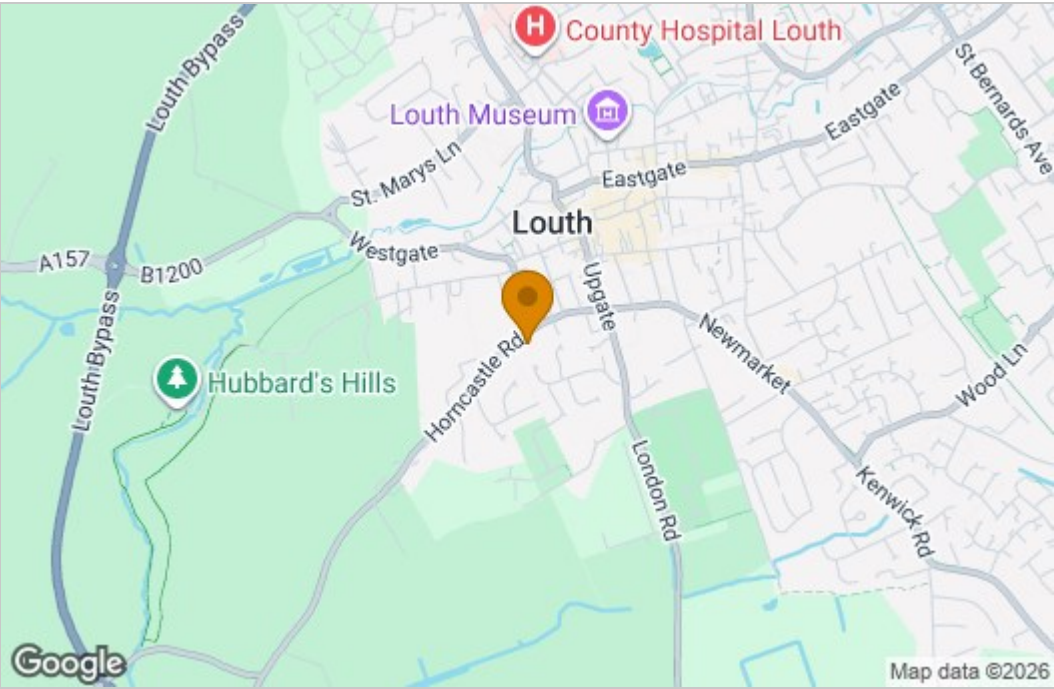 Louth Bypass
H
County Hospital Louth
Louth Museum
St Bernards Ave
Eastgate
St. Marys Ln
Eastgate
Louth
Westgate
A157
B1200
Upgate
Louth Bypass
Horncastle Rd
Newmarket
Wood Ln
Hubbard's Hills
London Rd
Kenwick Rd
Google
Map data ©2026